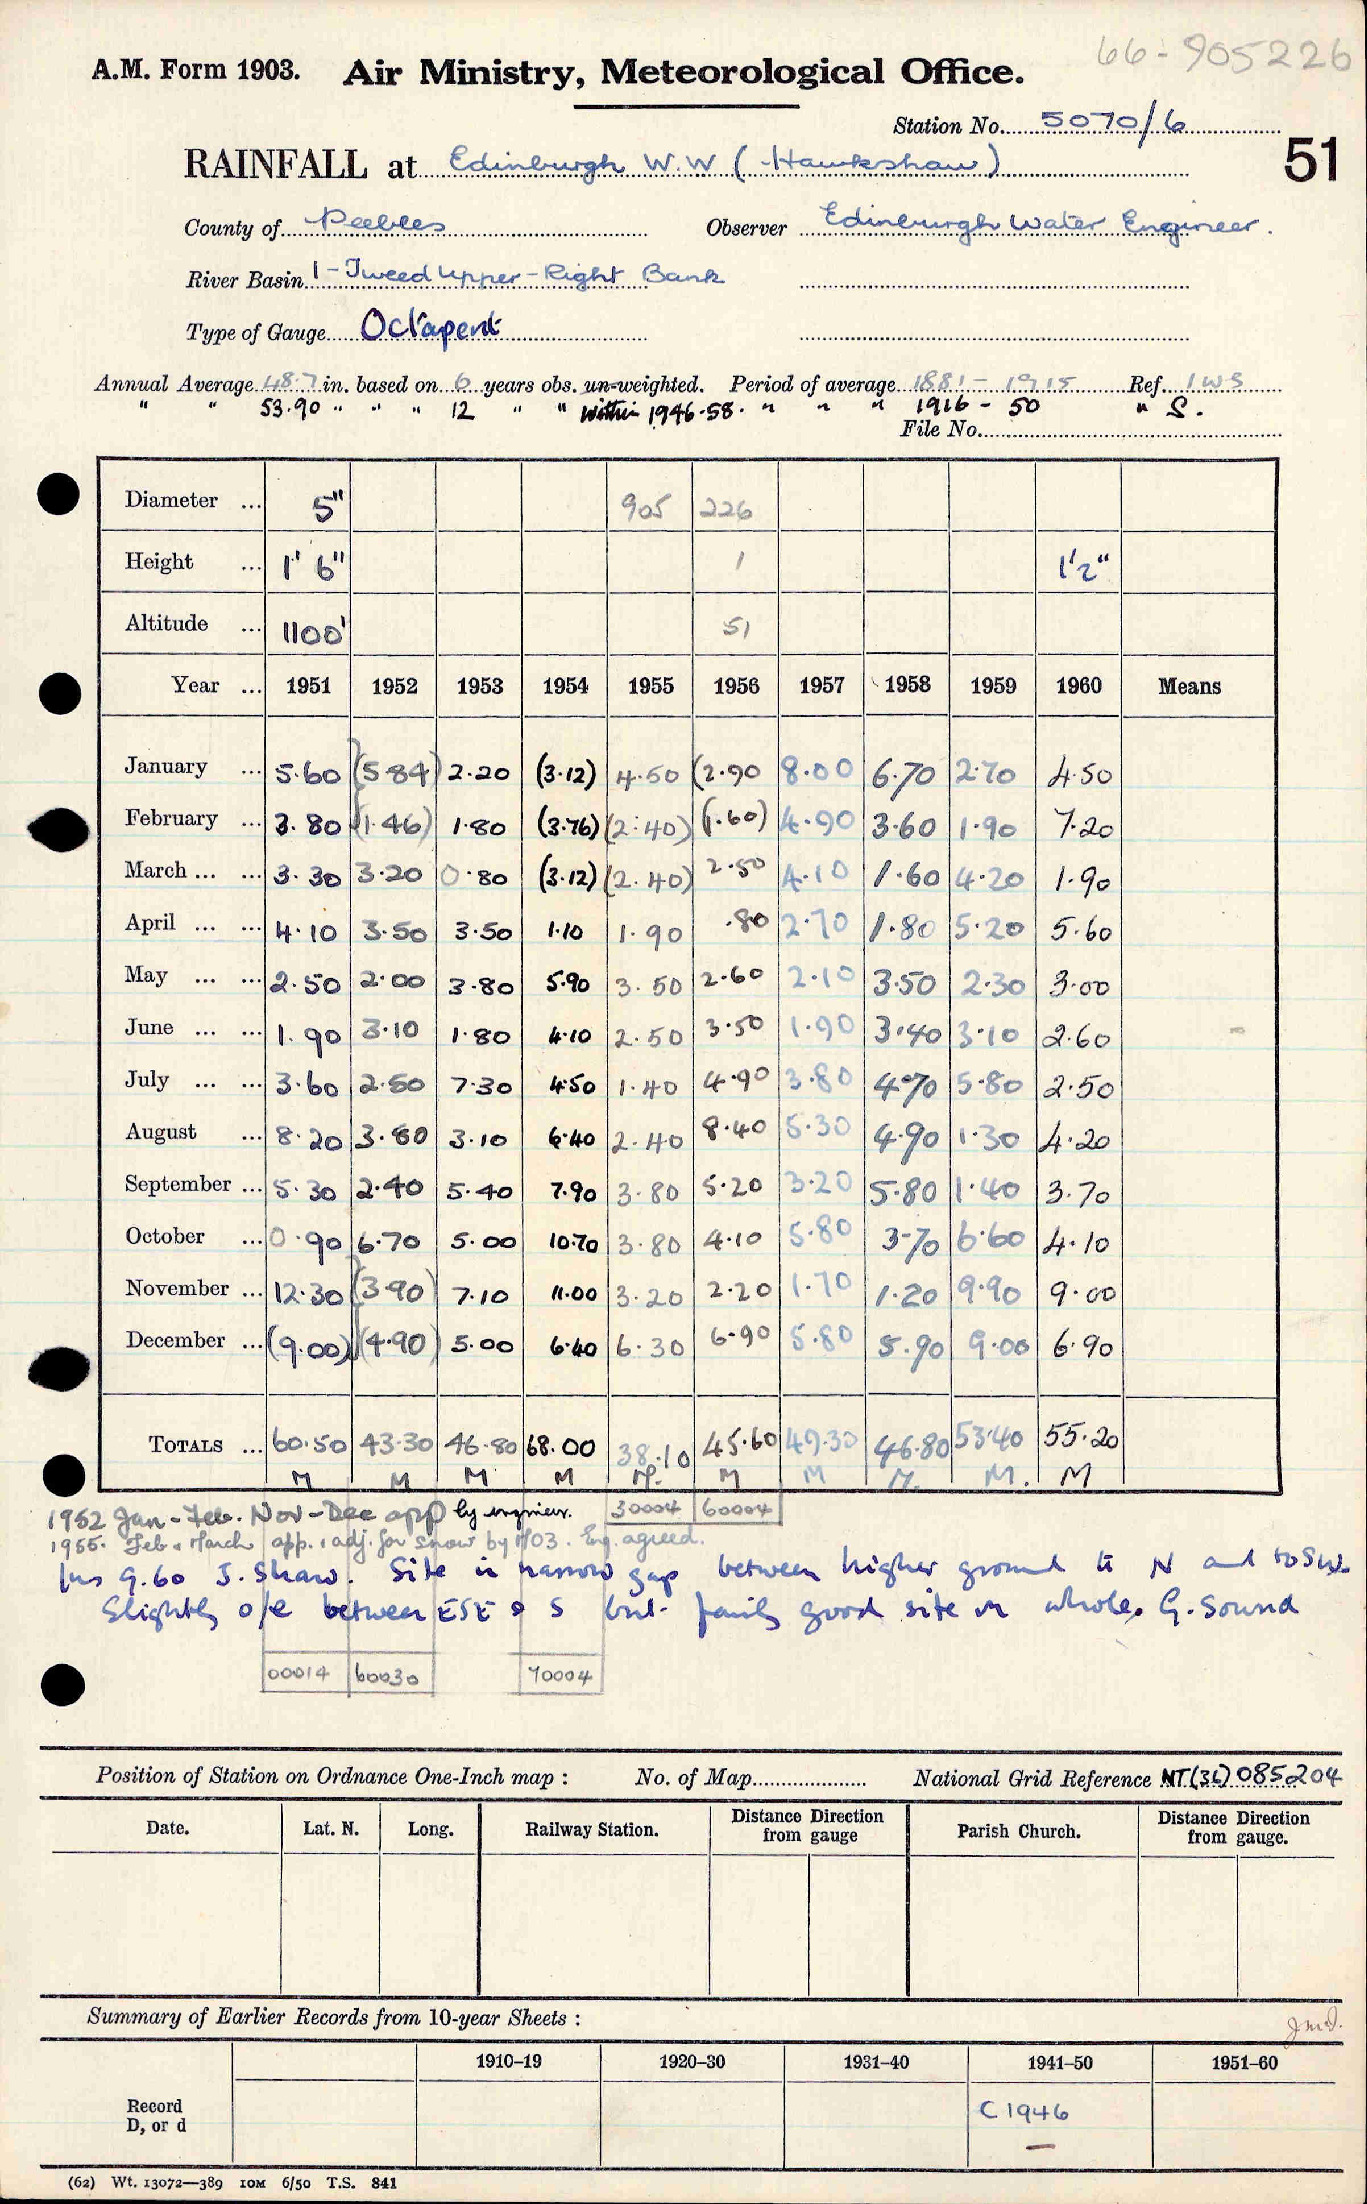 66-905226
A.M. Form 1903. Air Ministry, Meteorological Office.
Station No. 5070/6
51
RAINFALL at Edinburgh W.W (Hawkshaw)
County of Peebles Observer Edinburgh Water Engineer.
River Basin 1-Tweed Upper-Right Bank
Type of Gauge Octapent
Annual Average 48.7 in. based on 6 years obs. un-weighted. Period of average 1881-1915 Ref. IWS
" " 53.90 " " " 12 " " Within 1946-58. " " " 1916-50 " S.
File No.
Diameter ... 5" 905 226
Height ... 1' 6" 1 1'2"
Altitude ... 1100' 51
Year ... 1951 1952 1953 1954 1955 1956 1957 1958 1959 1960 Means
January ... 5.60 (5.84) 2.20 (3.12) 4.50 (2.90 8.00 6.70 2.70 4.50
February ... 3.80 (1.46) 1.80 (3.76) (2.40) (1.60) 4.90 3.60 1.90 7.20
March ... ... 3.30 3.20 0.80 (3.12) (2.40) 2.50 4.10 1.60 4.20 1.90
April ... ... 4.10 3.50 3.50 1.10 1.90 .80 2.70 1.80 5.20 5.60
May ... ... 2.50 2.00 3.80 5.90 3.50 2.60 2.10 3.50 2.30 3.00
June ... ... 1.90 3.10 1.80 4.10 2.50 3.50 1.90 3.40 3.10 2.60
July ... ... 3.60 2.50 7.30 4.50 1.40 4.90 3.80 4.70 5.80 2.50
August ... 8.20 3.80 3.10 6.40 2.40 8.40 5.30 4.90 1.30 4.20
September ... 5.30 2.40 5.40 7.90 3.80 5.20 3.20 5.80 1.40 3.70
October ... 0.90 6.70 5.00 10.70 3.80 4.10 5.80 3.70 6.60 4.10
November ... 12.30 (3.90) 7.10 11.00 3.20 2.20 1.70 1.20 9.90 9.00
December ... (9.00) (4.90) 5.00 6.40 6.30 6.90 5.80 5.90 9.00 6.90
TOTALS ... 60.50 43.30 46.80 68.00 38.10 45.60 49.30 46.80 53.40 55.20
M M M M M. M M M. M. M
1952 Jan-Feb. Nov-Dec app by engineer. 30004 60004
1955. Feb & March app. & adj. for snow by M03. Eng. agreed.
Ins 9.60 J. Shaw. Site in narrow gap between higher ground to N and to SW.
Slightly o/e between ESE & S but fairly good site on whole. G. Sound
00014 60030 70004
Position of Station on Ordnance One-Inch map : No. of Map National Grid Reference NT(36)085204
Date. Lat. N. Long. Railway Station. Distance Direction from gauge Parish Church. Distance Direction from gauge.
Summary of Earlier Records from 10-year Sheets :
1910–19 1920–30 1931–40 1941–50 1951–60
Record
D, or d
C 1946
(62) Wt. 13072—389 10M 6/50 T.S. 841